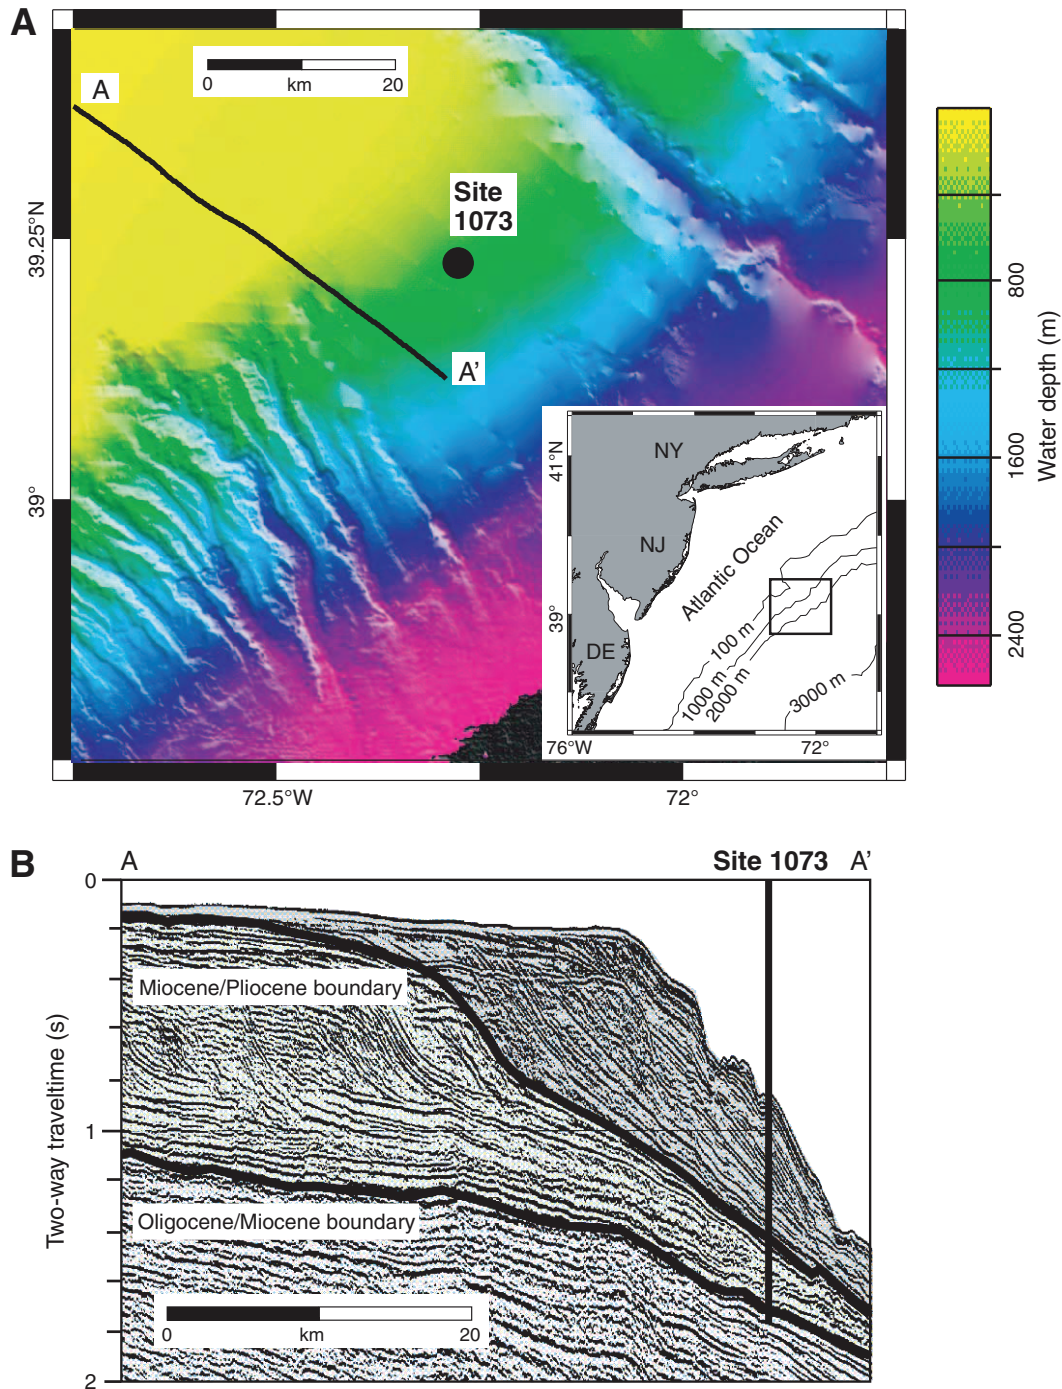 A
0
km
20
A
Site
1073
A'
39.25°N
39°
72.5°W
72°
800
1600
2400
Water depth (m)
NY
NJ
DE
Atlantic Ocean
100 m
1000 m
2000 m
3000 m
41°N
39°
76°W
72°
B
A
Site 1073
A'
0
1
2
Two-way traveltime (s)
Miocene/Pliocene boundary
Oligocene/Miocene boundary
0
km
20